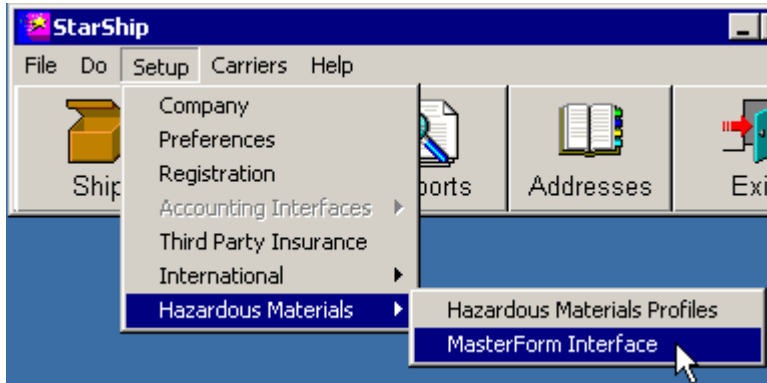 StarShip
File Do Setup Carriers Help
Company
Preferences
Registration
Accounting Interfaces
Third Party Insurance
International
Hazardous Materials
Ship
Addresses
Hazardous Materials Profiles
MasterForm Interface